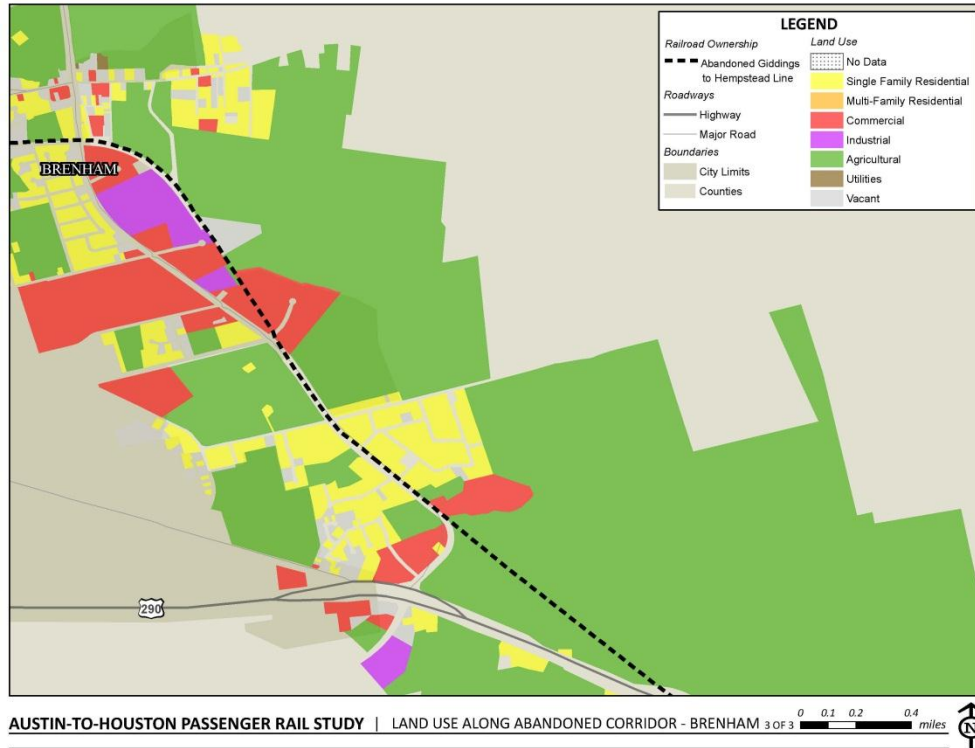 LEGEND
Railroad Ownership
Abandoned Giddings
to Hempstead Line
Roadways
Highway
Major Road
Boundaries
City Limits
Counties
Land Use
No Data
Single Family Residential
Multi-Family Residential
Commercial
Industrial
Agricultural
Utilities
Vacant
BRENHAM
290
AUSTIN-TO-HOUSTON PASSENGER RAIL STUDY | LAND USE ALONG ABANDONED CORRIDOR - BRENHAM 3 OF 3
0 0.1 0.2 0.4 miles
N